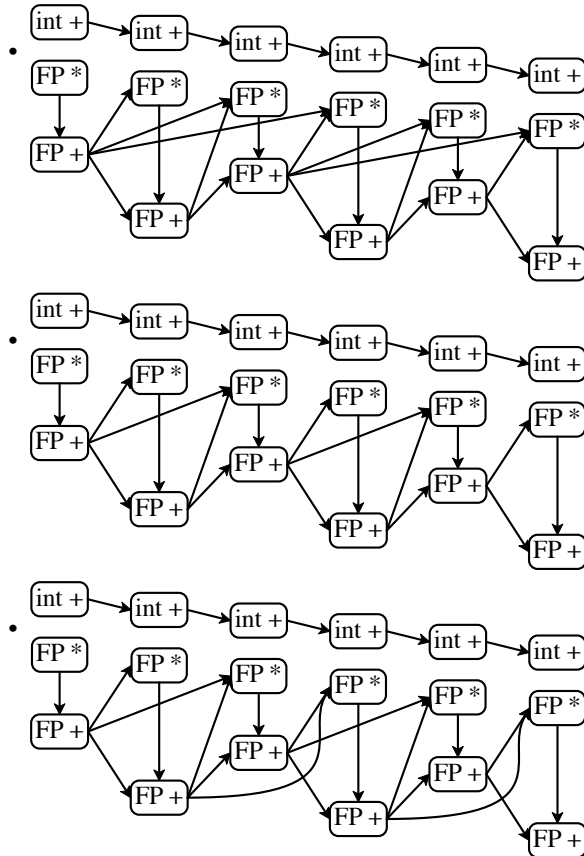 int + int + int + int + int + int +
FP * FP * FP * FP * FP * FP *
FP + FP + FP + FP + FP + FP +
int + int + int + int + int + int +
FP * FP * FP * FP * FP * FP *
FP + FP + FP + FP + FP + FP +
int + int + int + int + int + int +
FP * FP * FP * FP * FP * FP *
FP + FP + FP + FP + FP + FP +